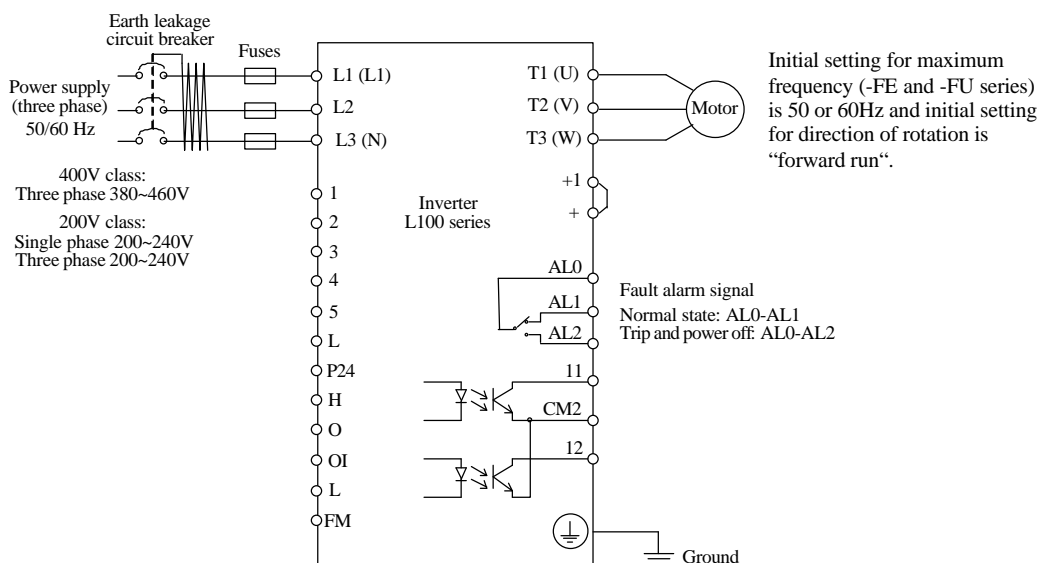 Earth leakage
circuit breaker
Fuses
Power supply
(three phase)
50/60 Hz
400V class:
Three phase 380~460V
200V class:
Single phase 200~240V
Three phase 200~240V
L1 (L1)
L2
L3 (N)
1
2
3
4
5
L
P24
H
O
OI
L
FM
Inverter
L100 series
T1 (U)
T2 (V)
T3 (W)
Motor
+1
+
AL0
AL1
AL2
11
CM2
12
Fault alarm signal
Normal state: AL0-AL1
Trip and power off: AL0-AL2
Ground
Initial setting for maximum
frequency (-FE and -FU series)
is 50 or 60Hz and initial setting
for direction of rotation is
“forward run“.